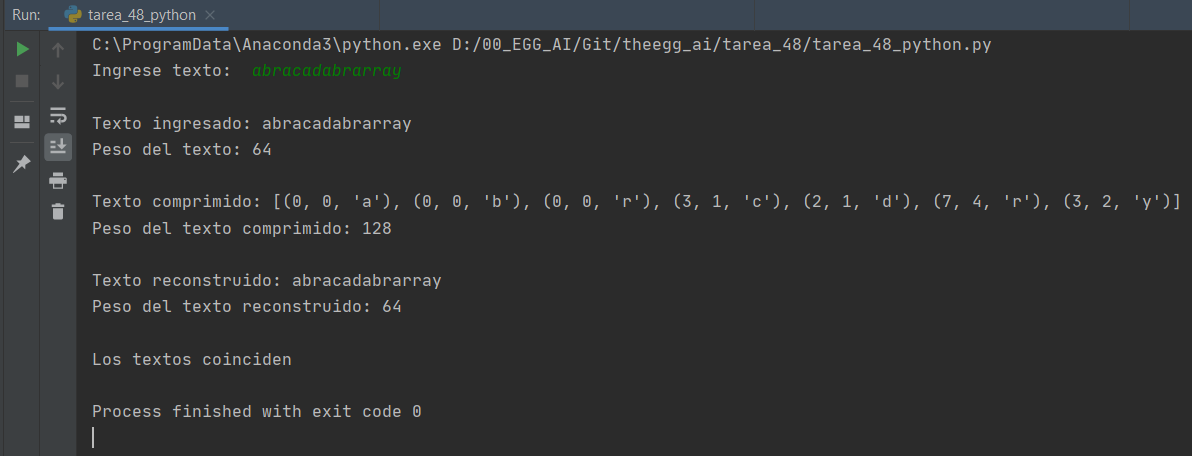 Run: tarea_48_python
C:\ProgramData\Anaconda3\python.exe D:/00_EGG_AI/Git/theegg_ai/tarea_48/tarea_48_python.py
Ingrese texto: abracadabrarray
Texto ingresado: abracadabrarray
Peso del texto: 64
Texto comprimido: [(0, 0, 'a'), (0, 0, 'b'), (0, 0, 'r'), (3, 1, 'c'), (2, 1, 'd'), (7, 4, 'r'), (3, 2, 'y')]
Peso del texto comprimido: 128
Texto reconstruido: abracadabrarray
Peso del texto reconstruido: 64
Los textos coinciden
Process finished with exit code 0